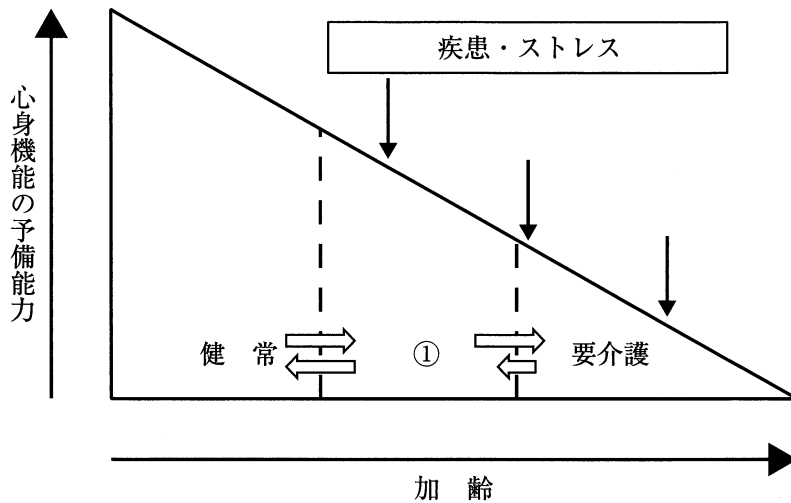 疾患・ストレス
心身機能の予備能力
健 常
①
要介護
加 齢